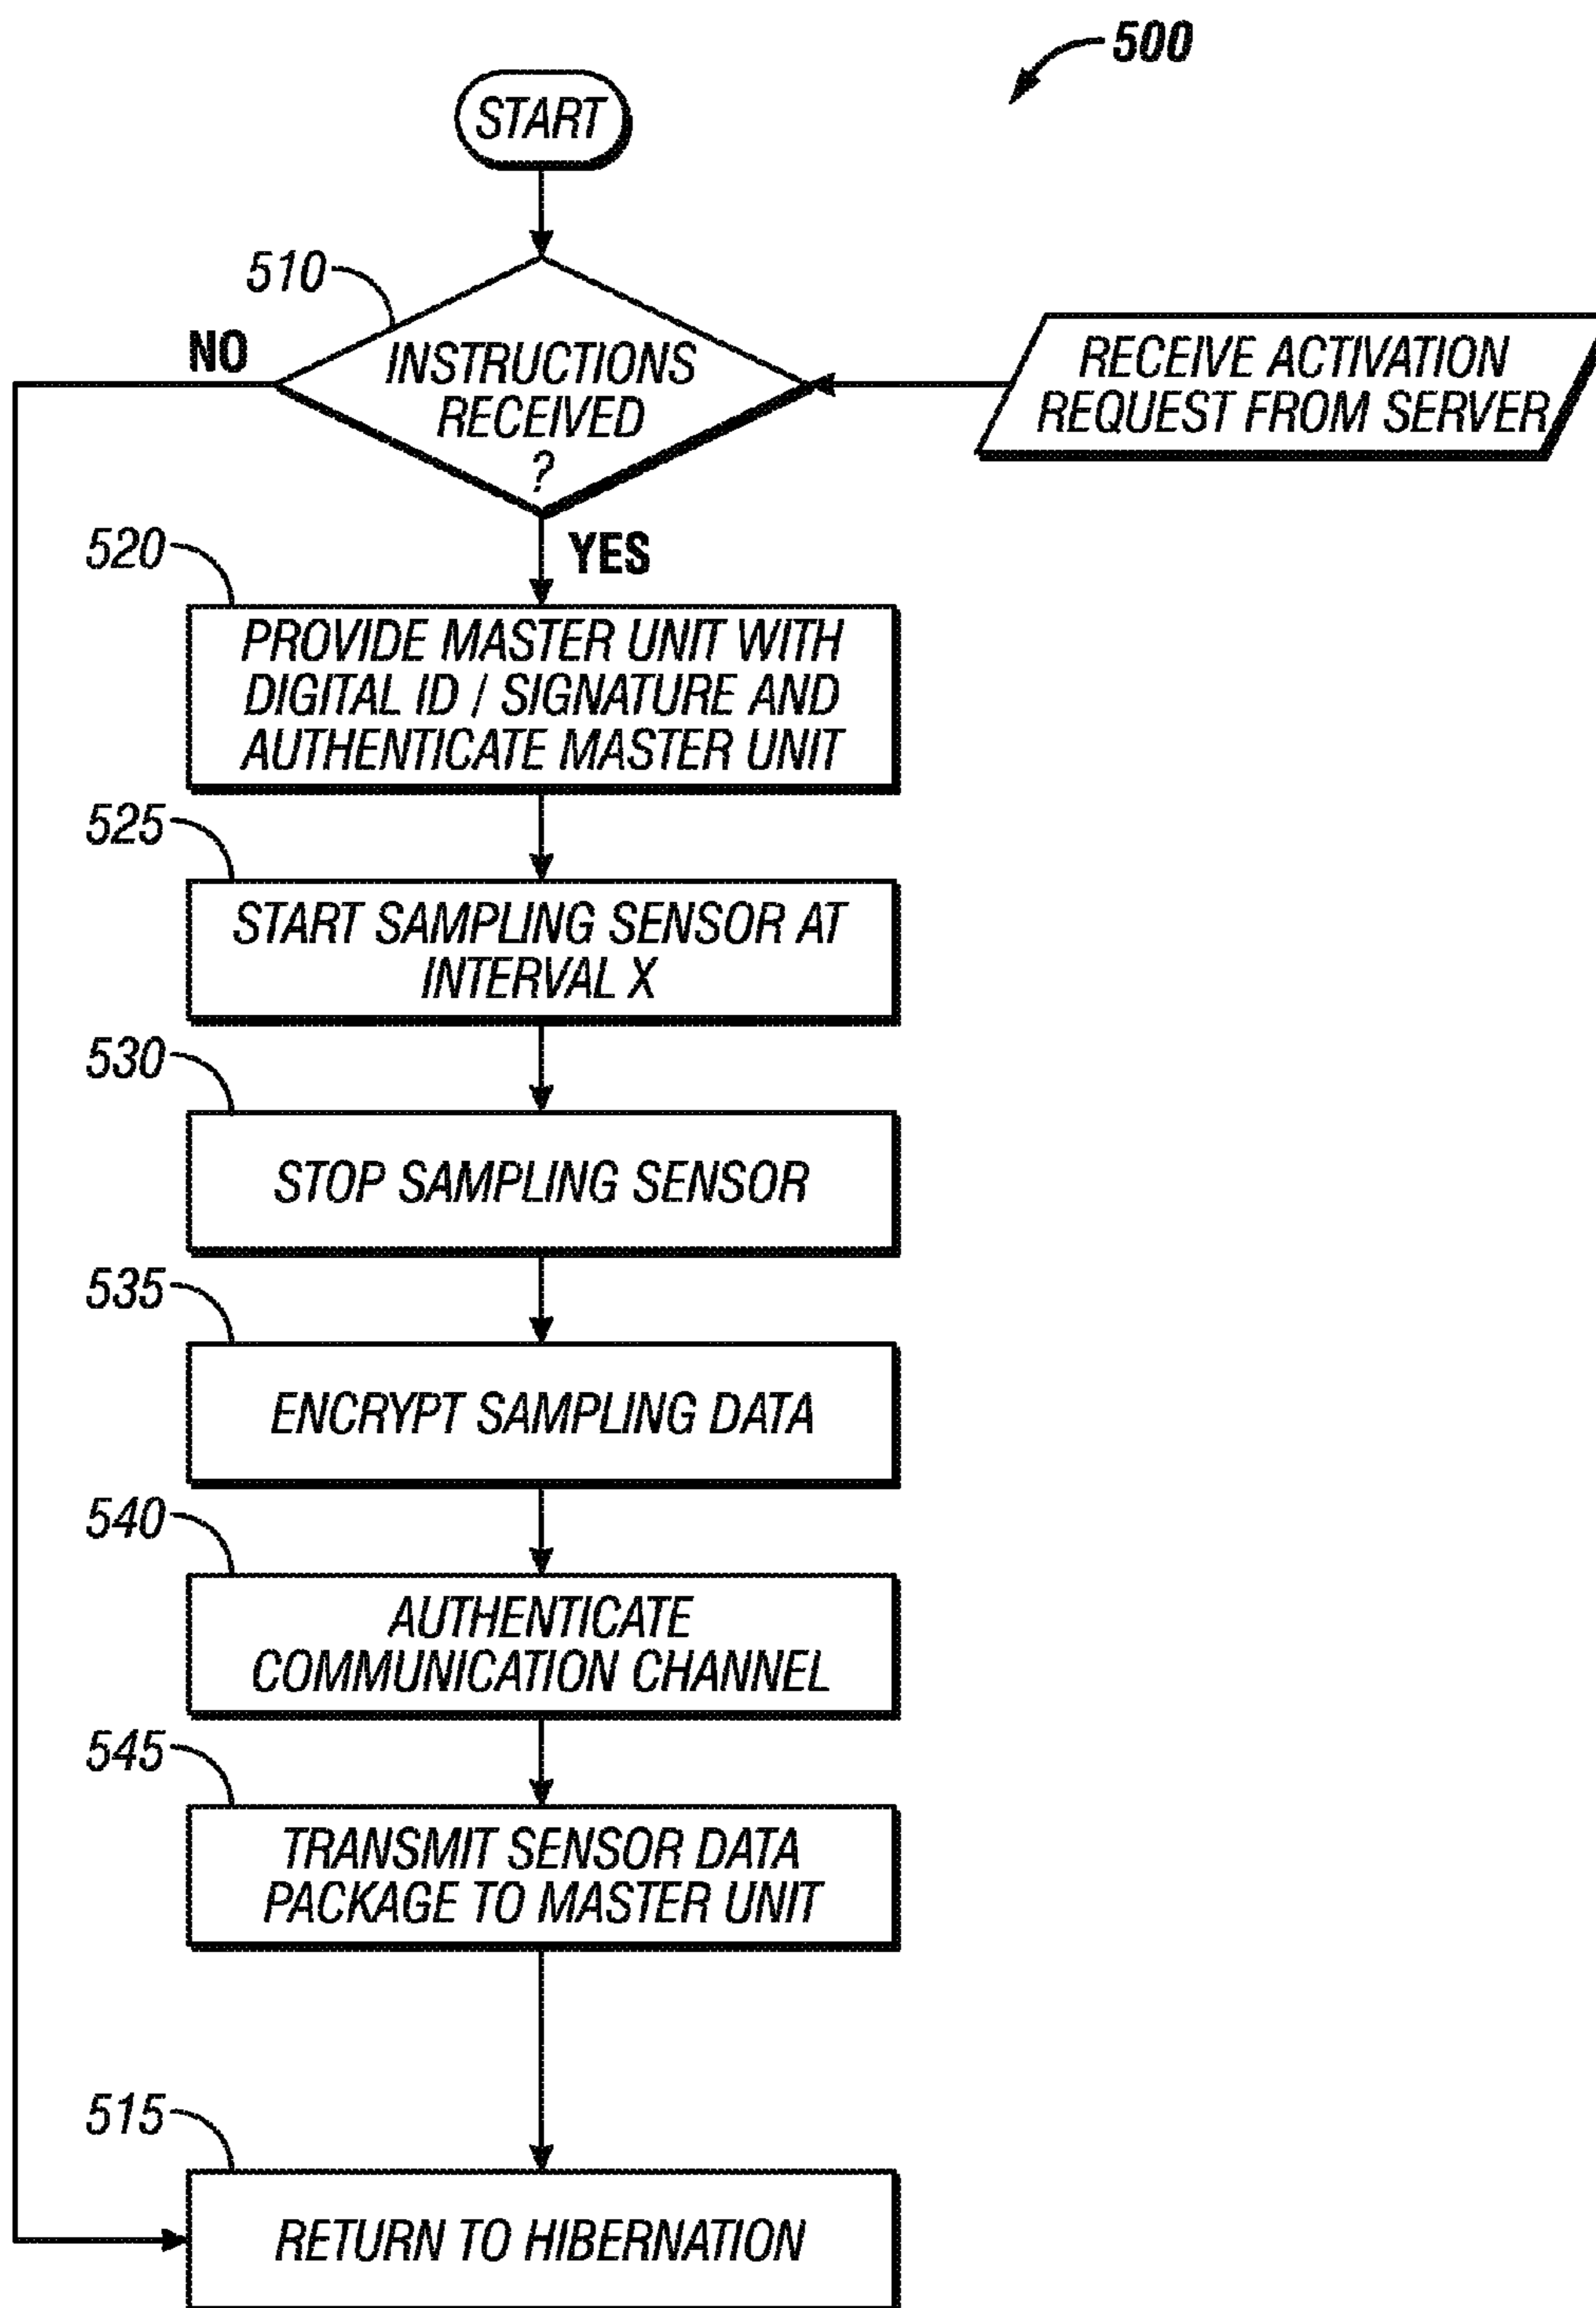 500
START
510
NO
INSTRUCTIONS
RECEIVED
?
RECEIVE ACTIVATION
REQUEST FROM SERVER
YES
520
PROVIDE MASTER UNIT WITH
DIGITAL ID / SIGNATURE AND
AUTHENTICATE MASTER UNIT
525
START SAMPLING SENSOR AT
INTERVAL X
530
STOP SAMPLING SENSOR
535
ENCRYPT SAMPLING DATA
540
AUTHENTICATE
COMMUNICATION CHANNEL
545
TRANSMIT SENSOR DATA
PACKAGE TO MASTER UNIT
515
RETURN TO HIBERNATION